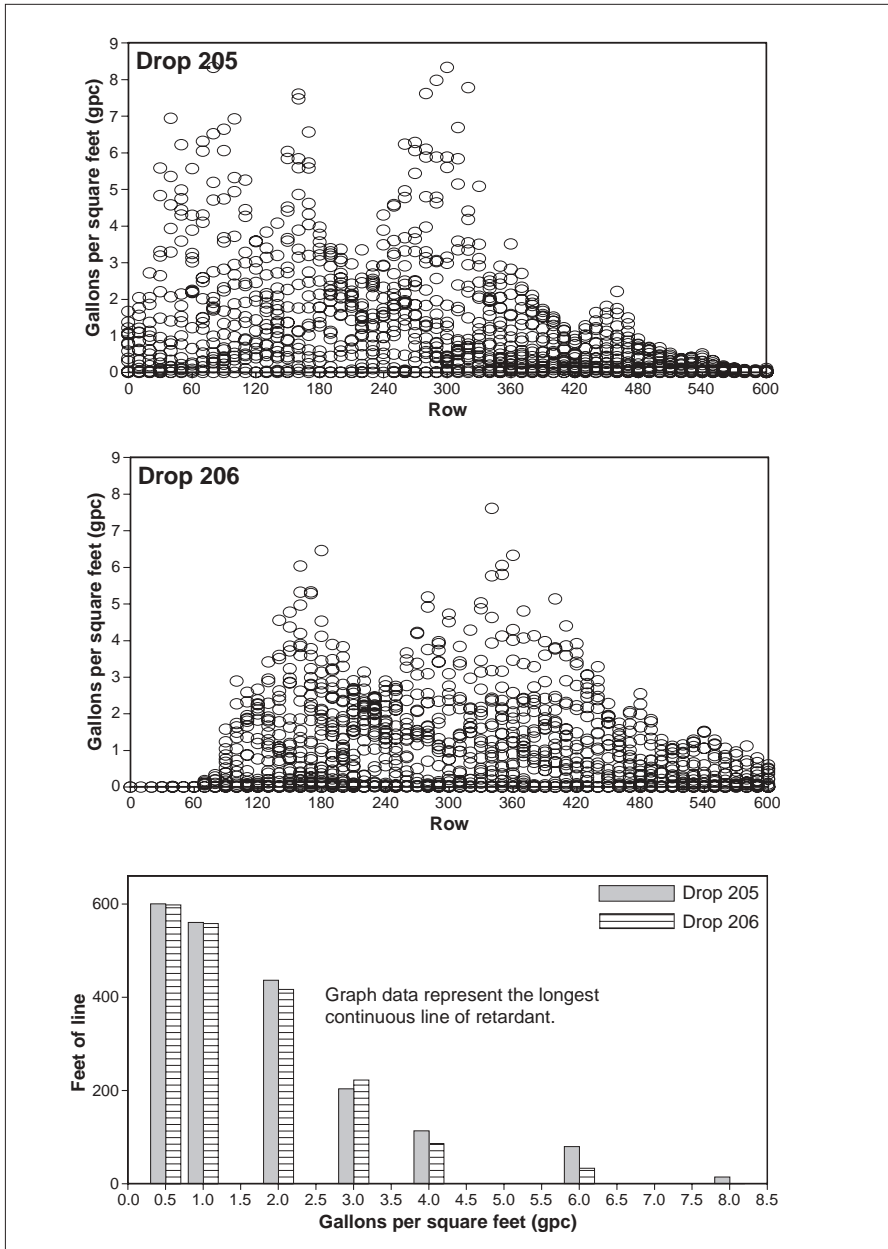 Drop 205
Gallons per square feet (gpc)
9
8
7
6
5
4
3
2
1
0
0 60 120 180 240 300 360 420 480 540 600
Row
Drop 206
Gallons per square feet (gpc)
9
8
7
6
5
4
3
2
1
0
0 60 120 180 240 300 360 420 480 540 600
Row
Drop 205
Drop 206
Graph data represent the longest
continuous line of retardant.
Feet of line
600
400
200
0
0.0 0.5 1.0 1.5 2.0 2.5 3.0 3.5 4.0 4.5 5.0 5.5 6.0 6.5 7.0 7.5 8.0 8.5
Gallons per square feet (gpc)